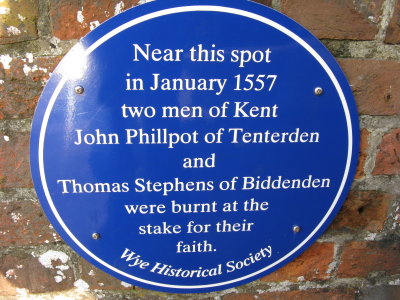 Near this spot
in January 1557
two men of Kent
John Phillpot of Tenterden
and
Thomas Stephens of Biddenden
were burnt at the
stake for their
faith.
Wye Historical Society